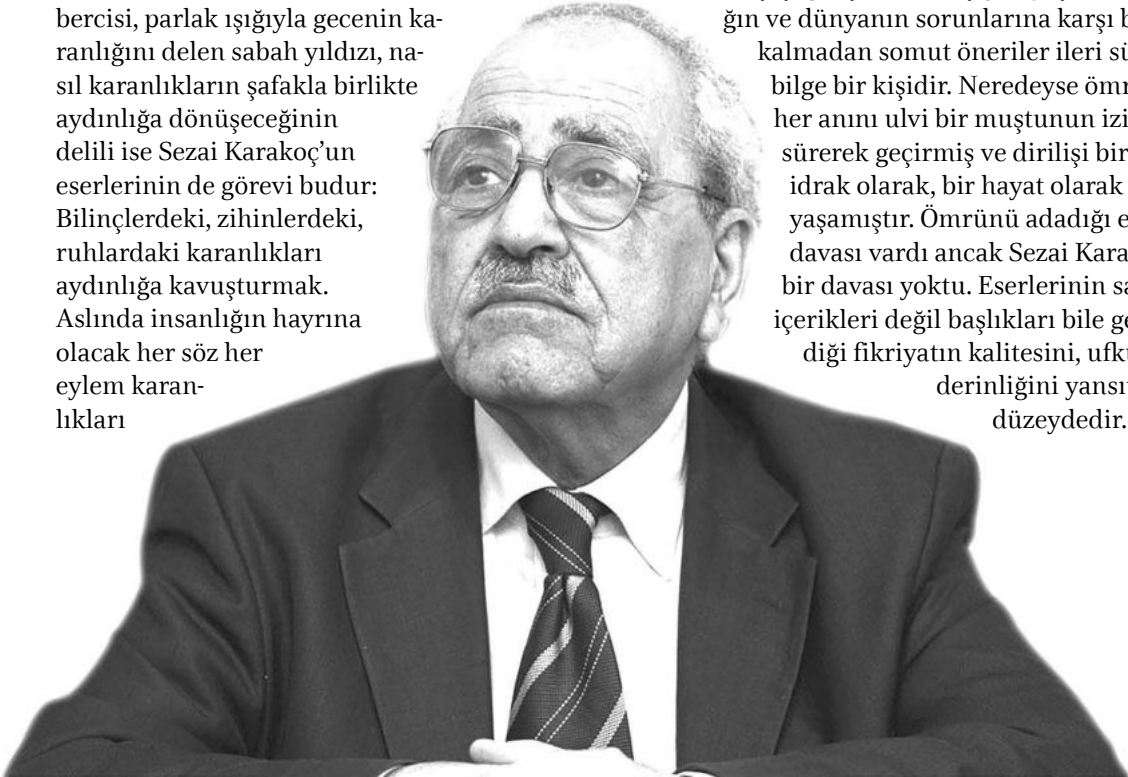 bercisi, parlak ışığıyla gecenin ka-
ranlığını delen sabah yıldızı, na-
sıl karanlıkların şafakla birlikte
aydınlığa dönüşeceğinin
delili ise Sezai Karakoç’un
eserlerinin de görevi budur:
Bilinçlerdeki, zihinlerdeki,
ruhlardaki karanlıkları
aydınlığa kavuşturmak.
Aslında insanlığın hayrına
olacak her söz her
eylem karan-
lıkları
ğın ve dünyanın sorunlarına karşı
kalmadan somut öneriler ileri
bilge bir kişidir. Neredeyse
her anını ulvi bir muştunun
sürerek geçirmiş ve dirilişi bir
idrak olarak, bir hayat olarak
yaşamıştır. Ömrünü adadığı
davası vardı ancak Sezai
bir davası yoktu. Eserlerinin
içerikleri değil başlıkları bile
diği fikriyatın kalitesini,
derinliğini
düzeydedir.